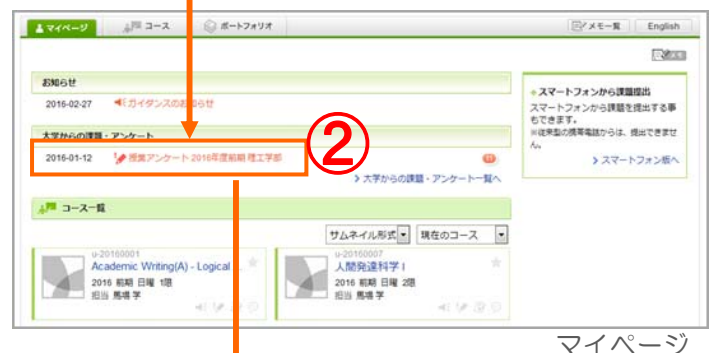 マイページ コース ポートフォリオ メモ一覧 English
メモ
お知らせ
2016-02-27 ガイダンスのお知らせ
大学からの課題・アンケート
2016-01-12 授業アンケート2016年度前期 理工学部
②
› 大学からの課題・アンケート一覧へ
スマートフォンから課題提出
スマートフォンから課題を提出する事
もできます。
※従来型の携帯電話からは、提出できませ
ん。
› スマートフォン版へ
コース一覧
サムネイル形式 現在のコース
u-20160001
Academic Writing(A) - Logical ...
2016 前期 日曜 1限
担当 馬場 学
u-20160007
人間発達科学 I
2016 前期 日曜 2限
担当 馬場 学
マイページ